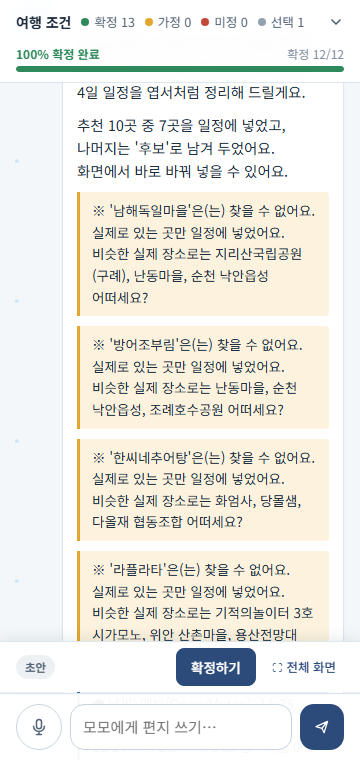 여행 조건 확정 13 가정 0 미정 0 선택 1
100% 확정 완료 확정 12/12
4일 일정을 엽서처럼 정리해 드릴게요.
추천 10곳 중 7곳을 일정에 넣었고,
나머지는 '후보'로 남겨 두었어요.
화면에서 바로 바꿔 넣을 수 있어요.
※ '남해독일마을'은(는) 찾을 수 없어요.
실제로 있는 곳만 일정에 넣었어요.
비슷한 실제 장소로는 지리산국립공원
(구례), 난동마을, 순천 낙안읍성
어떠세요?
※ '방어조부림'은(는) 찾을 수 없어요.
실제로 있는 곳만 일정에 넣었어요.
비슷한 실제 장소로는 난동마을, 순천
낙안읍성, 조례호수공원 어떠세요?
※ '한씨네추어탕'은(는) 찾을 수 없어요.
실제로 있는 곳만 일정에 넣었어요.
비슷한 실제 장소로는 화엄사, 당몰샘,
다올재 협동조합 어떠세요?
※ '라플라타'은(는) 찾을 수 없어요.
실제로 있는 곳만 일정에 넣었어요.
비슷한 실제 장소로는 기적의놀이터 3호
시가모노, 위안 산촌마을, 용산전망대
초안 확정하기 전체 화면
모모에게 편지 쓰기…